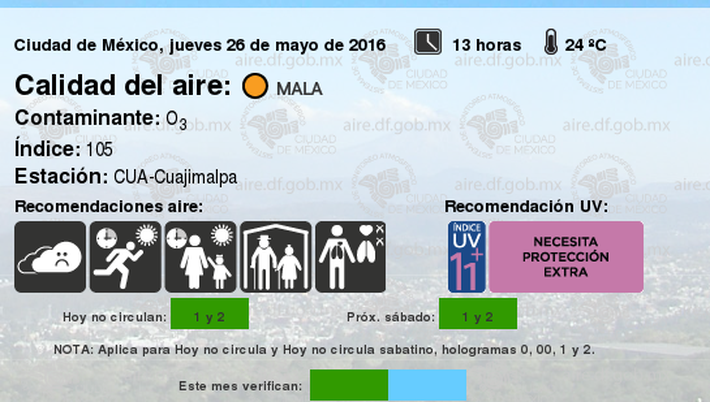 Ciudad de México, jueves 26 de mayo de 2016 13 horas 24 ºC
Calidad del aire: MALA
Contaminante: O3
Índice: 105
Estación: CUA-Cuajimalpa
Recomendaciones aire: Recomendación UV:
ÍNDICE
UV
11+
NECESITA
PROTECCIÓN
EXTRA
Hoy no circulan: 1 y 2 Próx. sábado: 1 y 2
NOTA: Aplica para Hoy no circula y Hoy no circula sabatino, hologramas 0, 00, 1 y 2.
Este mes verifican:
aire.df.gob.mx
CIUDAD
DE MÉXICO